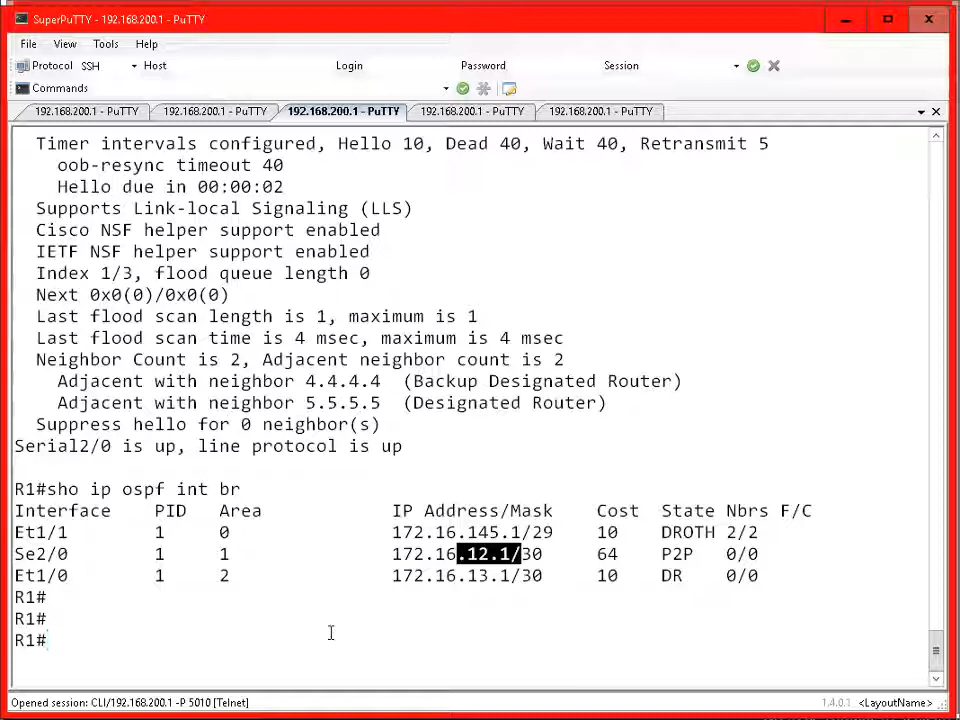 SuperPuTTY - 192.168.200.1 - PuTTY
File View Tools Help
Protocol SSH Host Login Password Session
Commands
192.168.200.1 - PuTTY 192.168.200.1 - PuTTY 192.168.200.1 - PuTTY 192.168.200.1 - PuTTY 192.168.200.1 - PuTTY
Timer intervals configured, Hello 10, Dead 40, Wait 40, Retransmit 5
oob-resync timeout 40
Hello due in 00:00:02
Supports Link-local Signaling (LLS)
Cisco NSF helper support enabled
IETF NSF helper support enabled
Index 1/3, flood queue length 0
Next 0x0(0)/0x0(0)
Last flood scan length is 1, maximum is 1
Last flood scan time is 4 msec, maximum is 4 msec
Neighbor Count is 2, Adjacent neighbor count is 2
Adjacent with neighbor 4.4.4.4 (Backup Designated Router)
Adjacent with neighbor 5.5.5.5 (Designated Router)
Suppress hello for 0 neighbor(s)
Serial2/0 is up, line protocol is up
R1#sho ip ospf int br
Interface PID Area IP Address/Mask Cost State Nbrs F/C
Et1/1 1 0 172.16.145.1/29 10 DROTH 2/2
Se2/0 1 1 172.16.12.1/30 64 P2P 0/0
Et1/0 1 2 172.16.13.1/30 10 DR 0/0
R1#
R1#
R1#
Opened session: CLI/192.168.200.1 -P 5010 [Telnet] 1.4.0.1 <LayoutName>